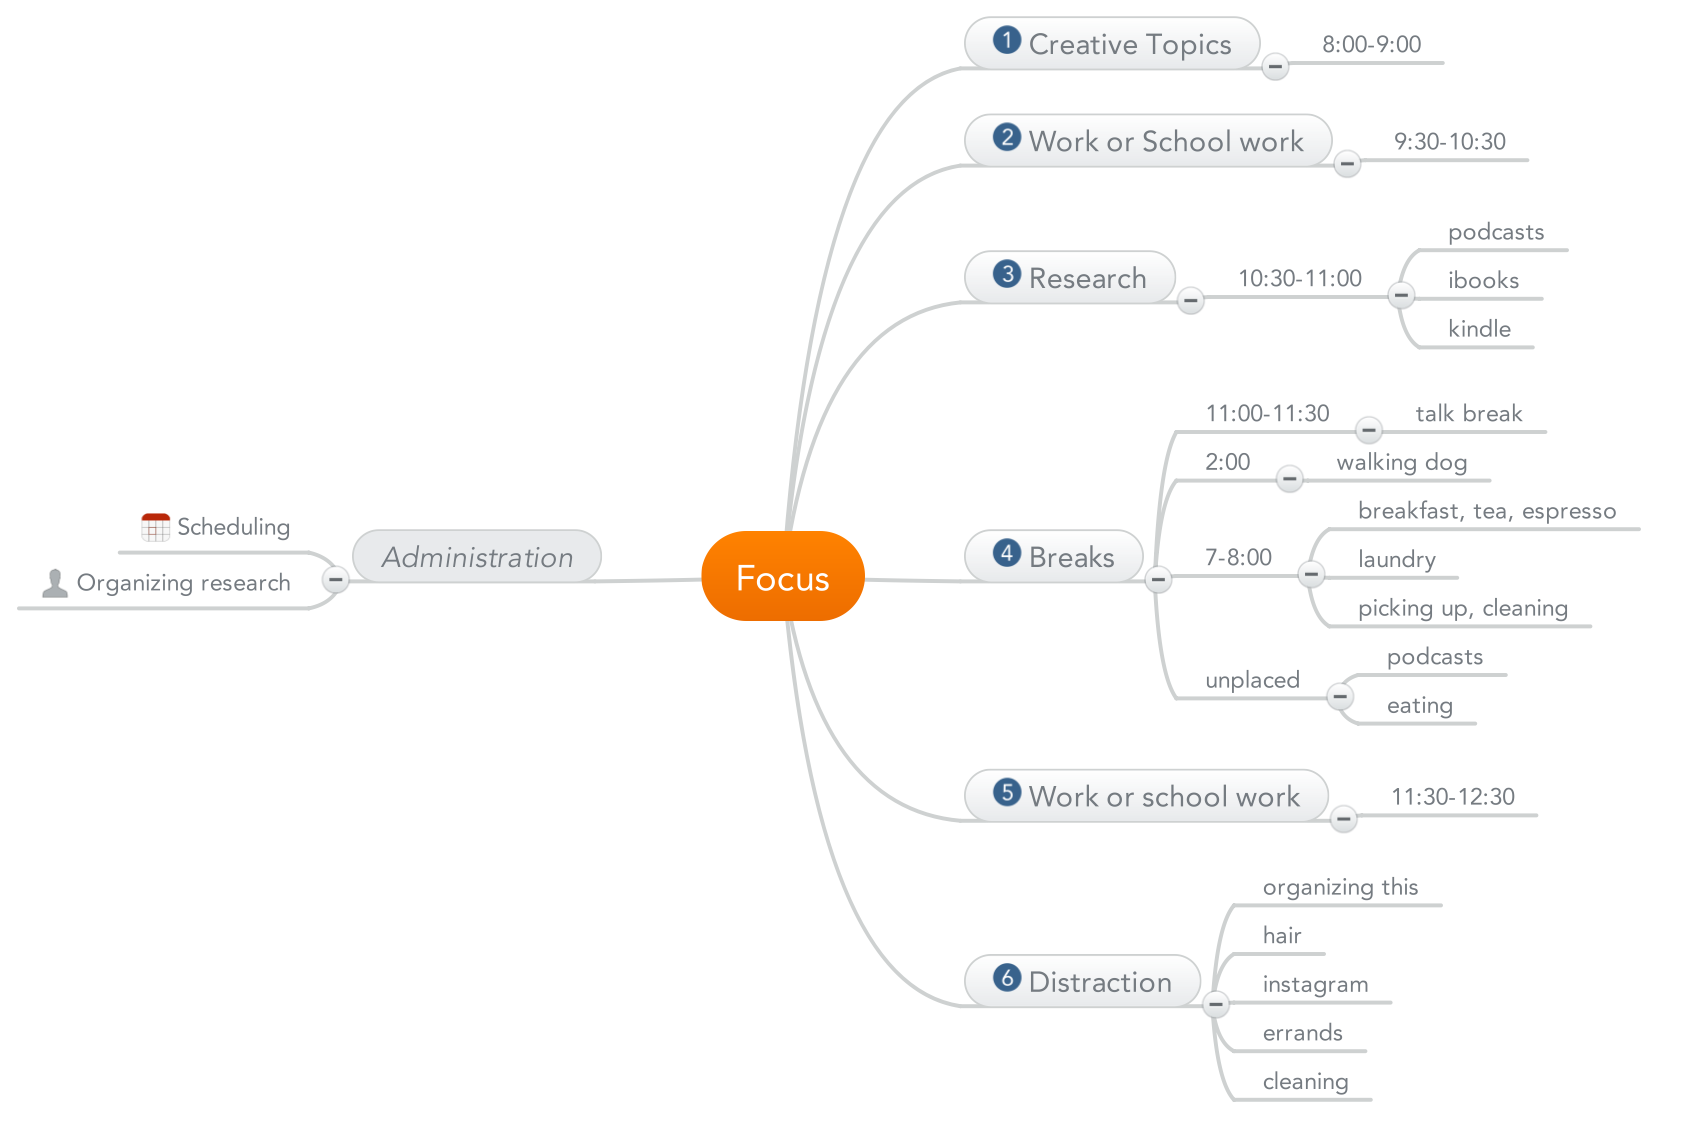 1 Creative Topics
8:00-9:00
2 Work or School work
9:30-10:30
3 Research
10:30-11:00
podcasts
ibooks
kindle
4 Breaks
11:00-11:30
talk break
2:00
walking dog
7-8:00
breakfast, tea, espresso
laundry
picking up, cleaning
unplaced
podcasts
eating
5 Work or school work
11:30-12:30
6 Distraction
organizing this
hair
instagram
errands
cleaning
Focus
Administration
Scheduling
Organizing research